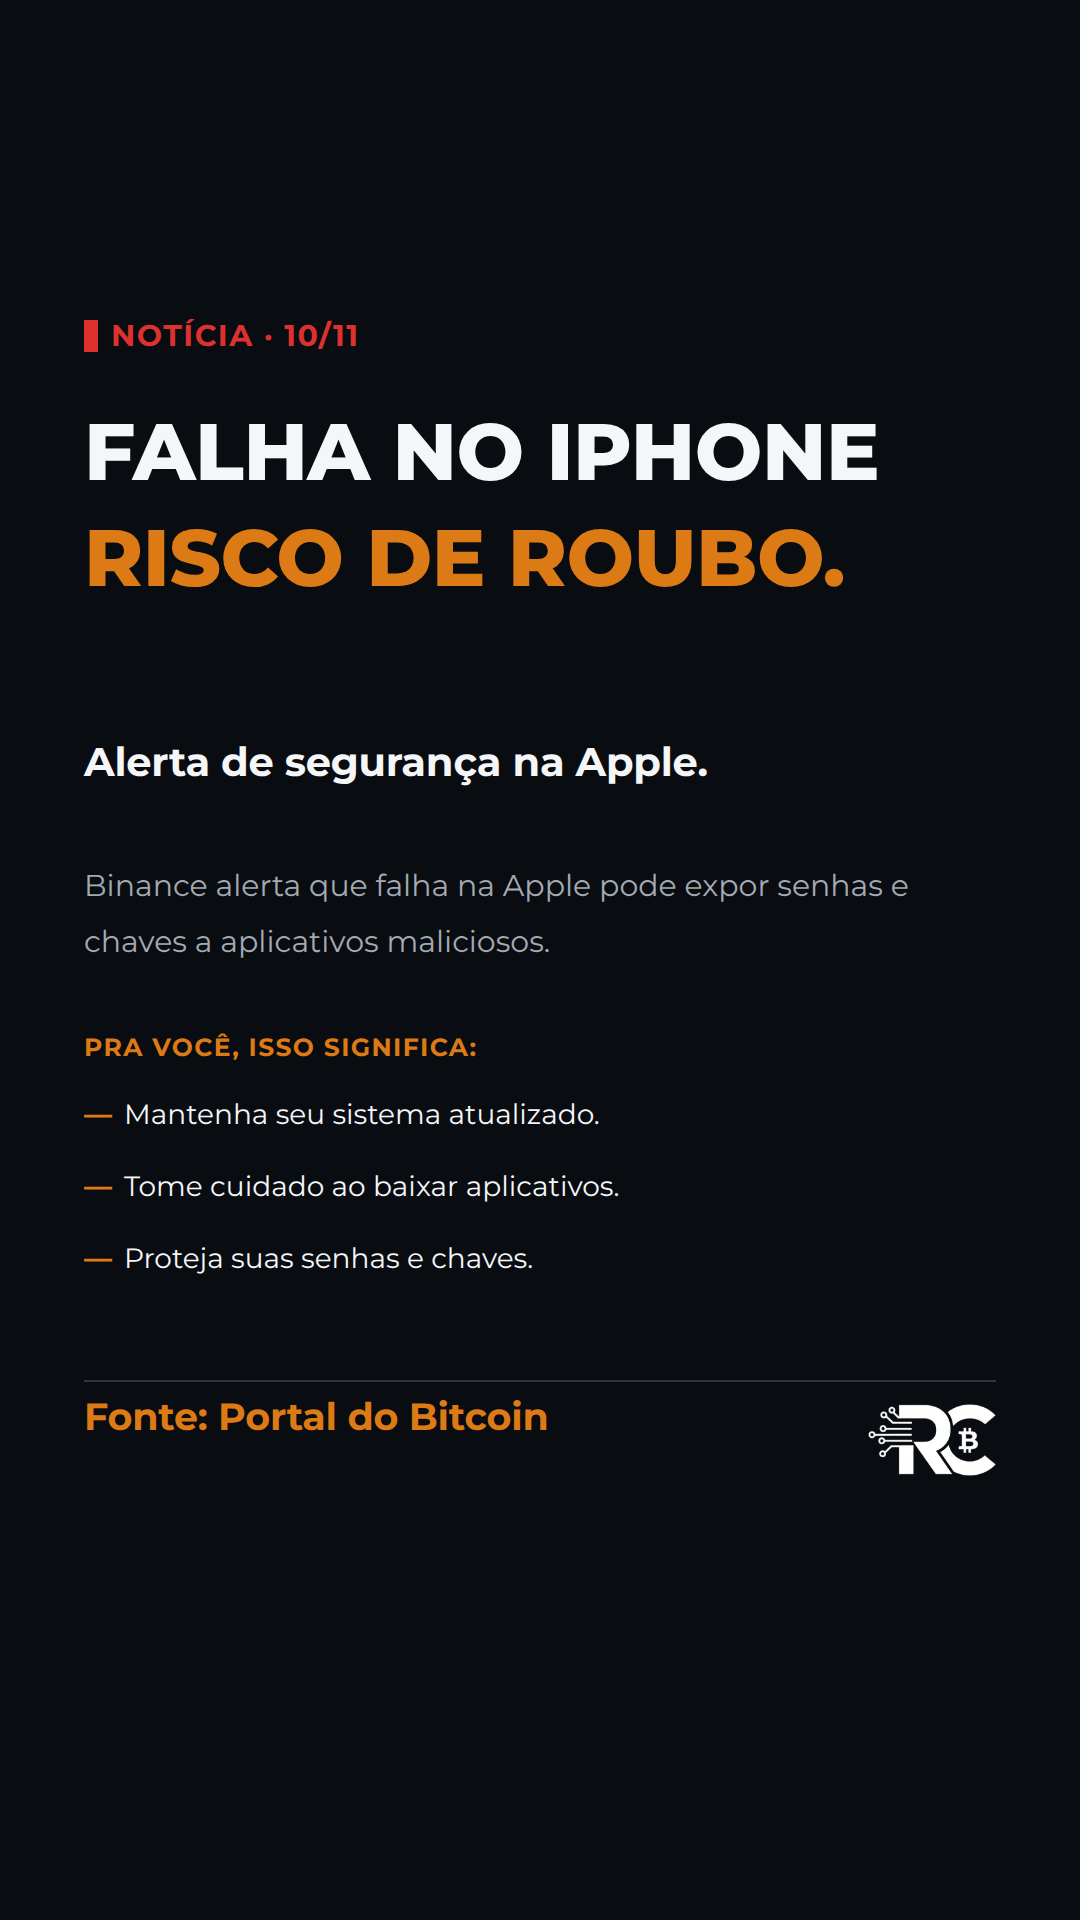 NOTÍCIA · 10/11
FALHA NO IPHONE
RISCO DE ROUBO.
Alerta de segurança na Apple.
Binance alerta que falha na Apple pode expor senhas e
chaves a aplicativos maliciosos.
PRA VOCÊ, ISSO SIGNIFICA:
— Mantenha seu sistema atualizado.
— Tome cuidado ao baixar aplicativos.
— Proteja suas senhas e chaves.
Fonte: Portal do Bitcoin
RC